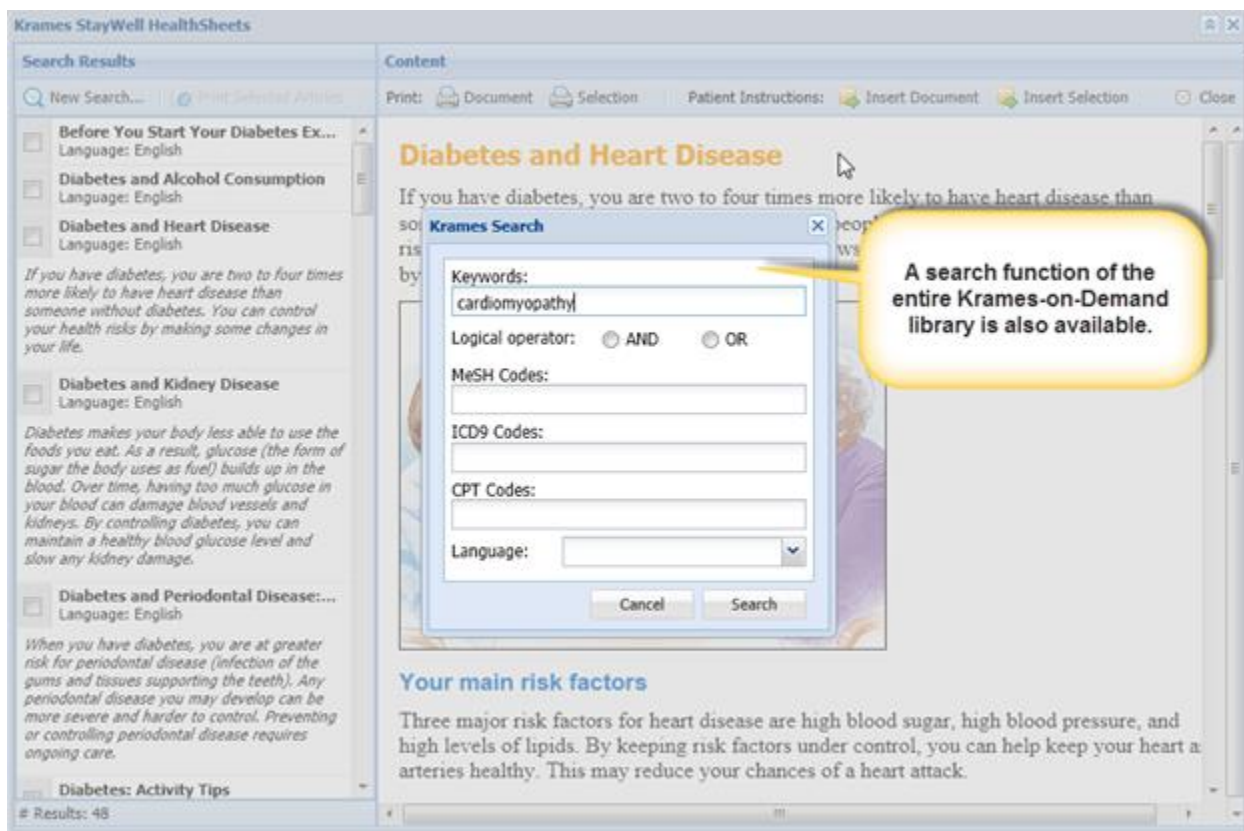 Krames StayWell HealthSheets
Search Results
New Search... Print Selected Articles
Before You Start Your Diabetes Ex...
Language: English
Diabetes and Alcohol Consumption
Language: English
Diabetes and Heart Disease
Language: English
If you have diabetes, you are two to four times
more likely to have heart disease than
someone without diabetes. You can control
your health risks by making some changes in
your life.
Diabetes and Kidney Disease
Language: English
Diabetes makes your body less able to use the
foods you eat. As a result, glucose (the form of
sugar the body uses as fuel) builds up in the
blood. Over time, having too much glucose in
your blood can damage blood vessels and
kidneys. By controlling diabetes, you can
maintain a healthy blood glucose level and
slow any kidney damage.
Diabetes and Periodontal Disease:...
Language: English
When you have diabetes, you are at greater
risk for periodontal disease (infection of the
gums and tissues supporting the teeth). Any
periodontal disease you may develop can be
more severe and harder to control. Preventing
or controlling periodontal disease requires
ongoing care.
Diabetes: Activity Tips
# Results: 48
Content
Print: Document Selection Patient Instructions: Insert Document Insert Selection Close
Diabetes and Heart Disease
If you have diabetes, you are two to four times more likely to have heart disease than
by
Krames Search
Keywords:
cardiomyopathy
Logical operator: AND OR
MeSH Codes:
ICD9 Codes:
CPT Codes:
Language:
Cancel Search
A search function of the
entire Krames-on-Demand
library is also available.
Your main risk factors
Three major risk factors for heart disease are high blood sugar, high blood pressure, and
high levels of lipids. By keeping risk factors under control, you can help keep your heart a
arteries healthy. This may reduce your chances of a heart attack.